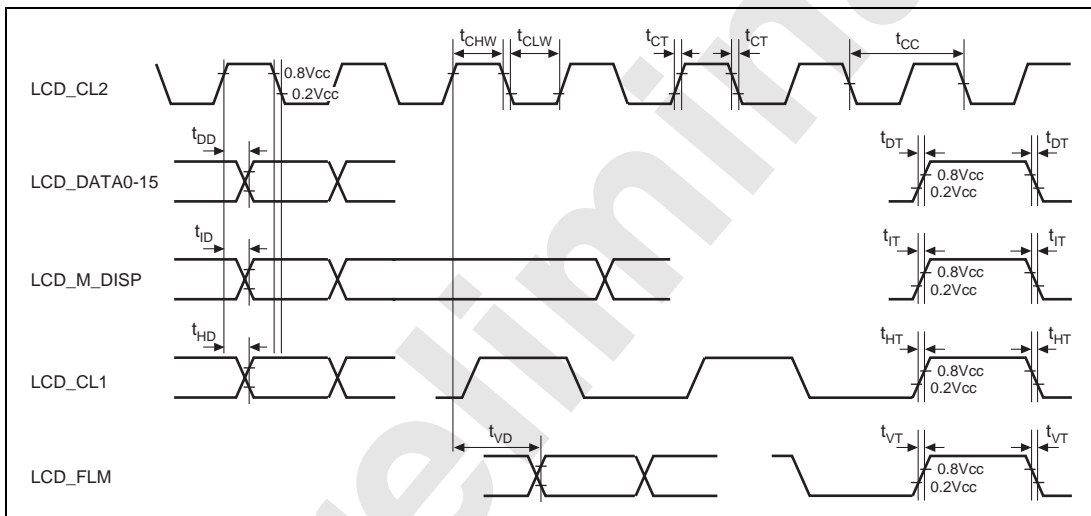 tCHW tCLW tCT tCT tCC
LCD_CL2
0.8Vcc
0.2Vcc
tDD tDT tDT
LCD_DATA0-15
0.8Vcc
0.2Vcc
tID tIT tIT
LCD_M_DISP
0.8Vcc
0.2Vcc
tHD tHT tHT
LCD_CL1
0.8Vcc
0.2Vcc
tVD tVT tVT
LCD_FLM
0.8Vcc
0.2Vcc